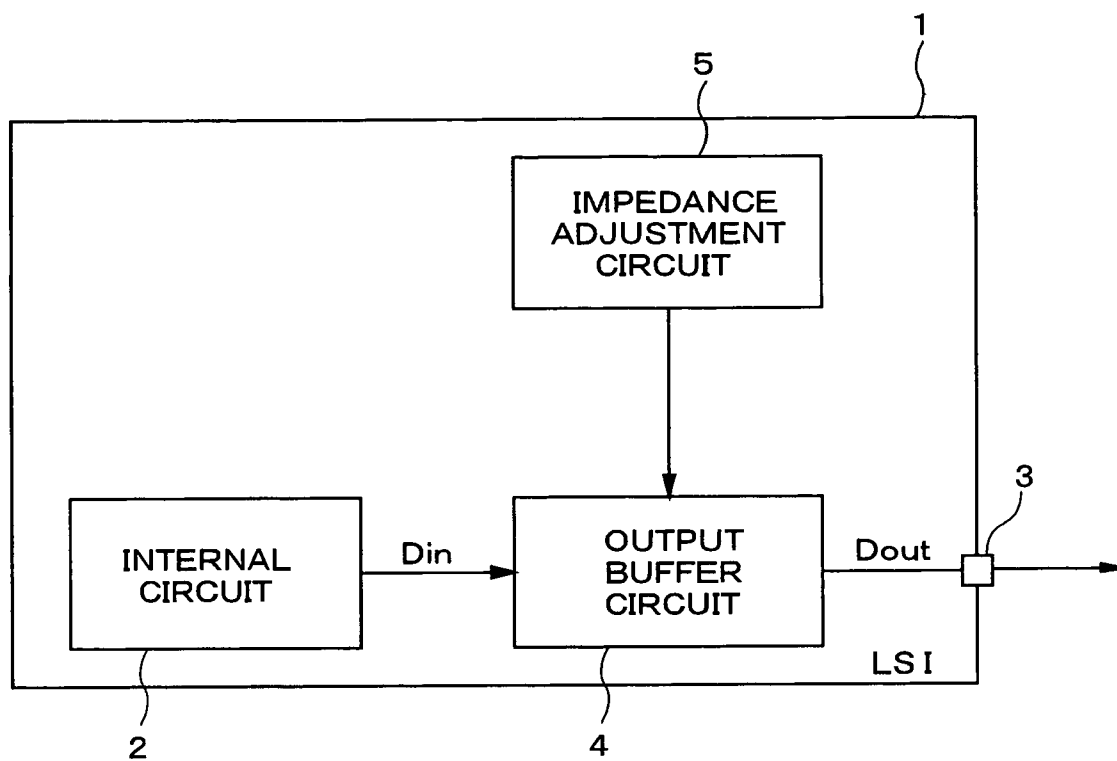 1
5
IMPEDANCE
ADJUSTMENT
CIRCUIT
3
INTERNAL
CIRCUIT
Din
OUTPUT
BUFFER
CIRCUIT
Dout
LSI
2
4